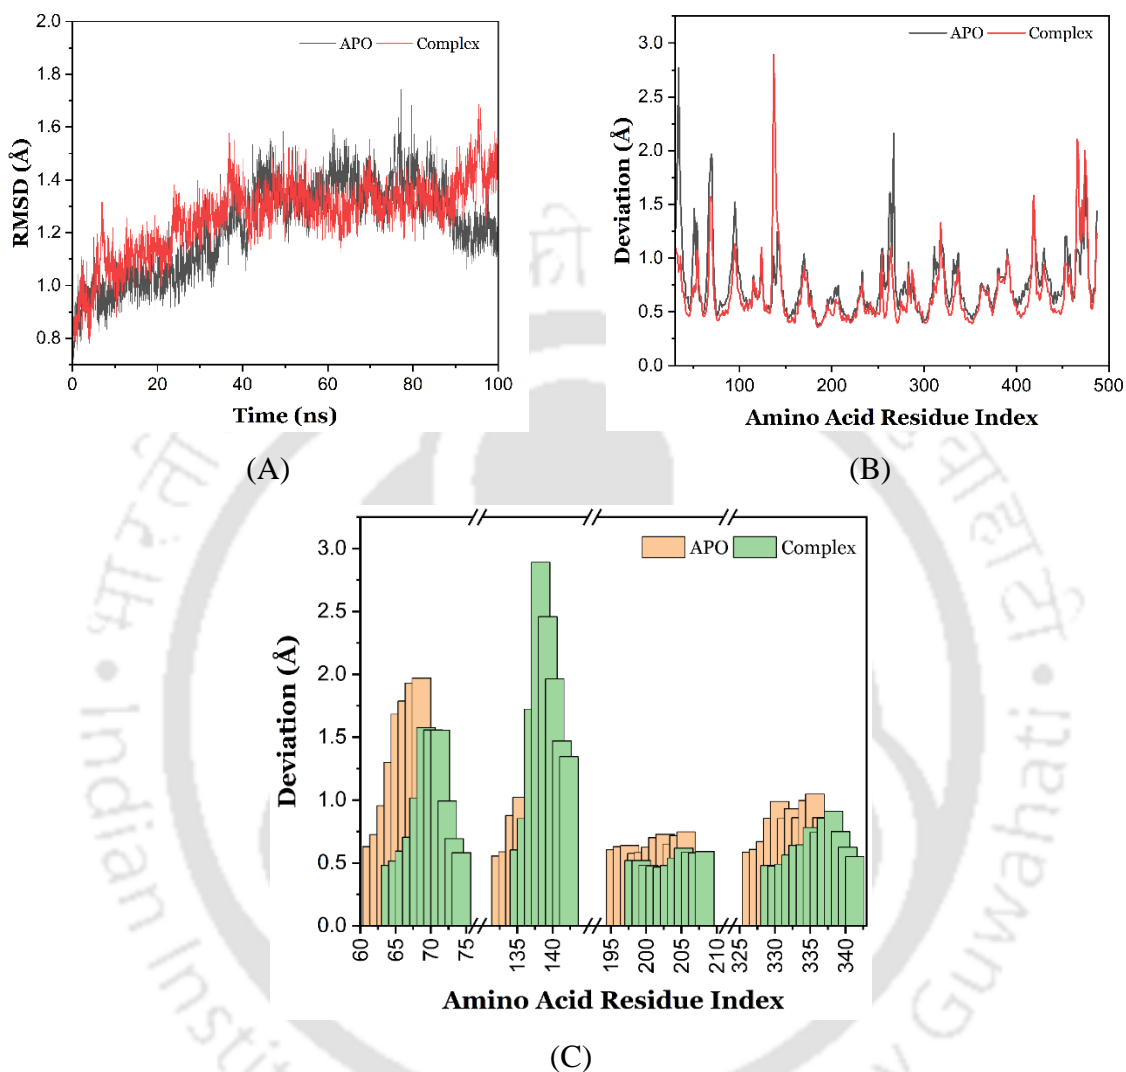 2.0
1.8
1.6
1.4
1.2
1.0
0.8
RMSD (Å)
APO Complex
0 20 40 60 80 100
Time (ns)
(A)
3.0
2.5
2.0
1.5
1.0
0.5
0.0
Deviation (Å)
APO Complex
100 200 300 400 500
Amino Acid Residue Index
(B)
3.0
2.5
2.0
1.5
1.0
0.5
0.0
Deviation (Å)
APO Complex
60 65 70 75 135 140 195 200 205 210 325 330 335 340
Amino Acid Residue Index
(C)
Indian
Guwahati